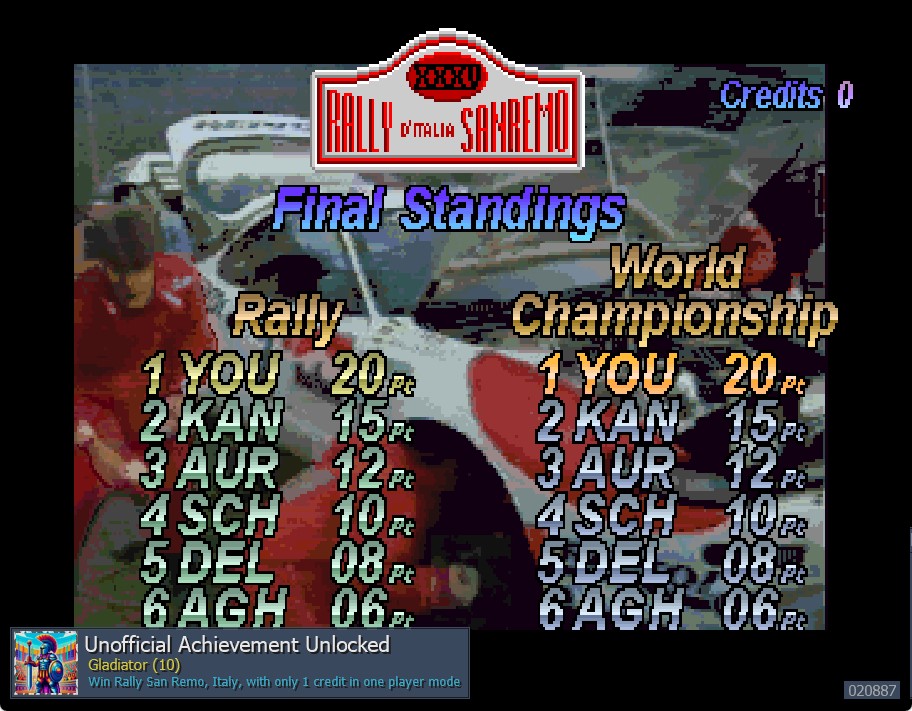 XXXV
RALLY D'ITALIA SANREMO
Credits 0
Final Standings
Rally
1 YOU 20 Pt
2 KAN 15 Pt
3 AUR 12 Pt
4 SCH 10 Pt
5 DEL 08 Pt
6 AGH 06 Pt
World
Championship
1 YOU 20 Pt
2 KAN 15 Pt
3 AUR 12 Pt
4 SCH 10 Pt
5 DEL 08 Pt
6 AGH 06 Pt
Unofficial Achievement Unlocked
Gladiator (10)
Win Rally San Remo, Italy, with only 1 credit in one player mode
020887